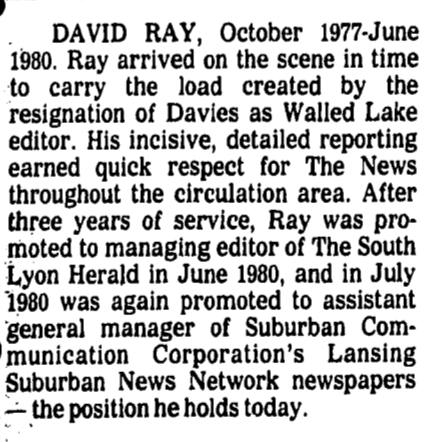 DAVID RAY, October 1977-June
1980. Ray arrived on the scene in time
to carry the load created by the
resignation of Davies as Walled Lake
editor. His incisive, detailed reporting
earned quick respect for The News
throughout the circulation area. After
three years of service, Ray was pro-
moted to managing editor of The South
Lyon Herald in June 1980, and in July
1980 was again promoted to assistant
general manager of Suburban Com-
munication Corporation's Lansing
Suburban News Network newspapers
— the position he holds today.